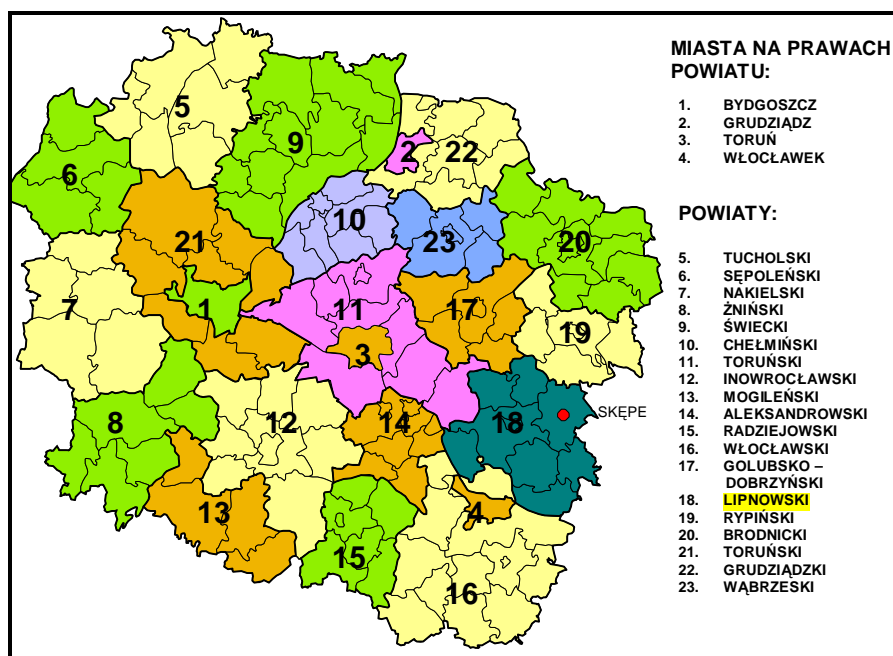 MIASTA NA PRAWACH
POWIATU:
1. BYDGOSZCZ
2. GRUDZIĄDZ
3. TORUŃ
4. WŁOCŁAWEK
POWIATY:
5. TUCHOLSKI
6. SĘPOLEŃSKI
7. NAKIELSKI
8. ŻNIŃSKI
9. ŚWIECKI
10. CHEŁMIŃSKI
11. TORUŃSKI
12. INOWROCŁAWSKI
13. MOGILEŃSKI
14. ALEKSANDROWSKI
15. RADZIEJOWSKI
16. WŁOCŁAWSKI
17. GOLUBSKO –
DOBRZYŃSKI
18. LIPNOWSKI
19. RYPIŃSKI
20. BRODNICKI
21. TORUŃSKI
22. GRUDZIĄDZKI
23. WĄBRZESKI
5
9
2
22
6
10
23
20
21
7
1
11
17
3
19
8
12
14
18
SKĘPE
13
4
15
16